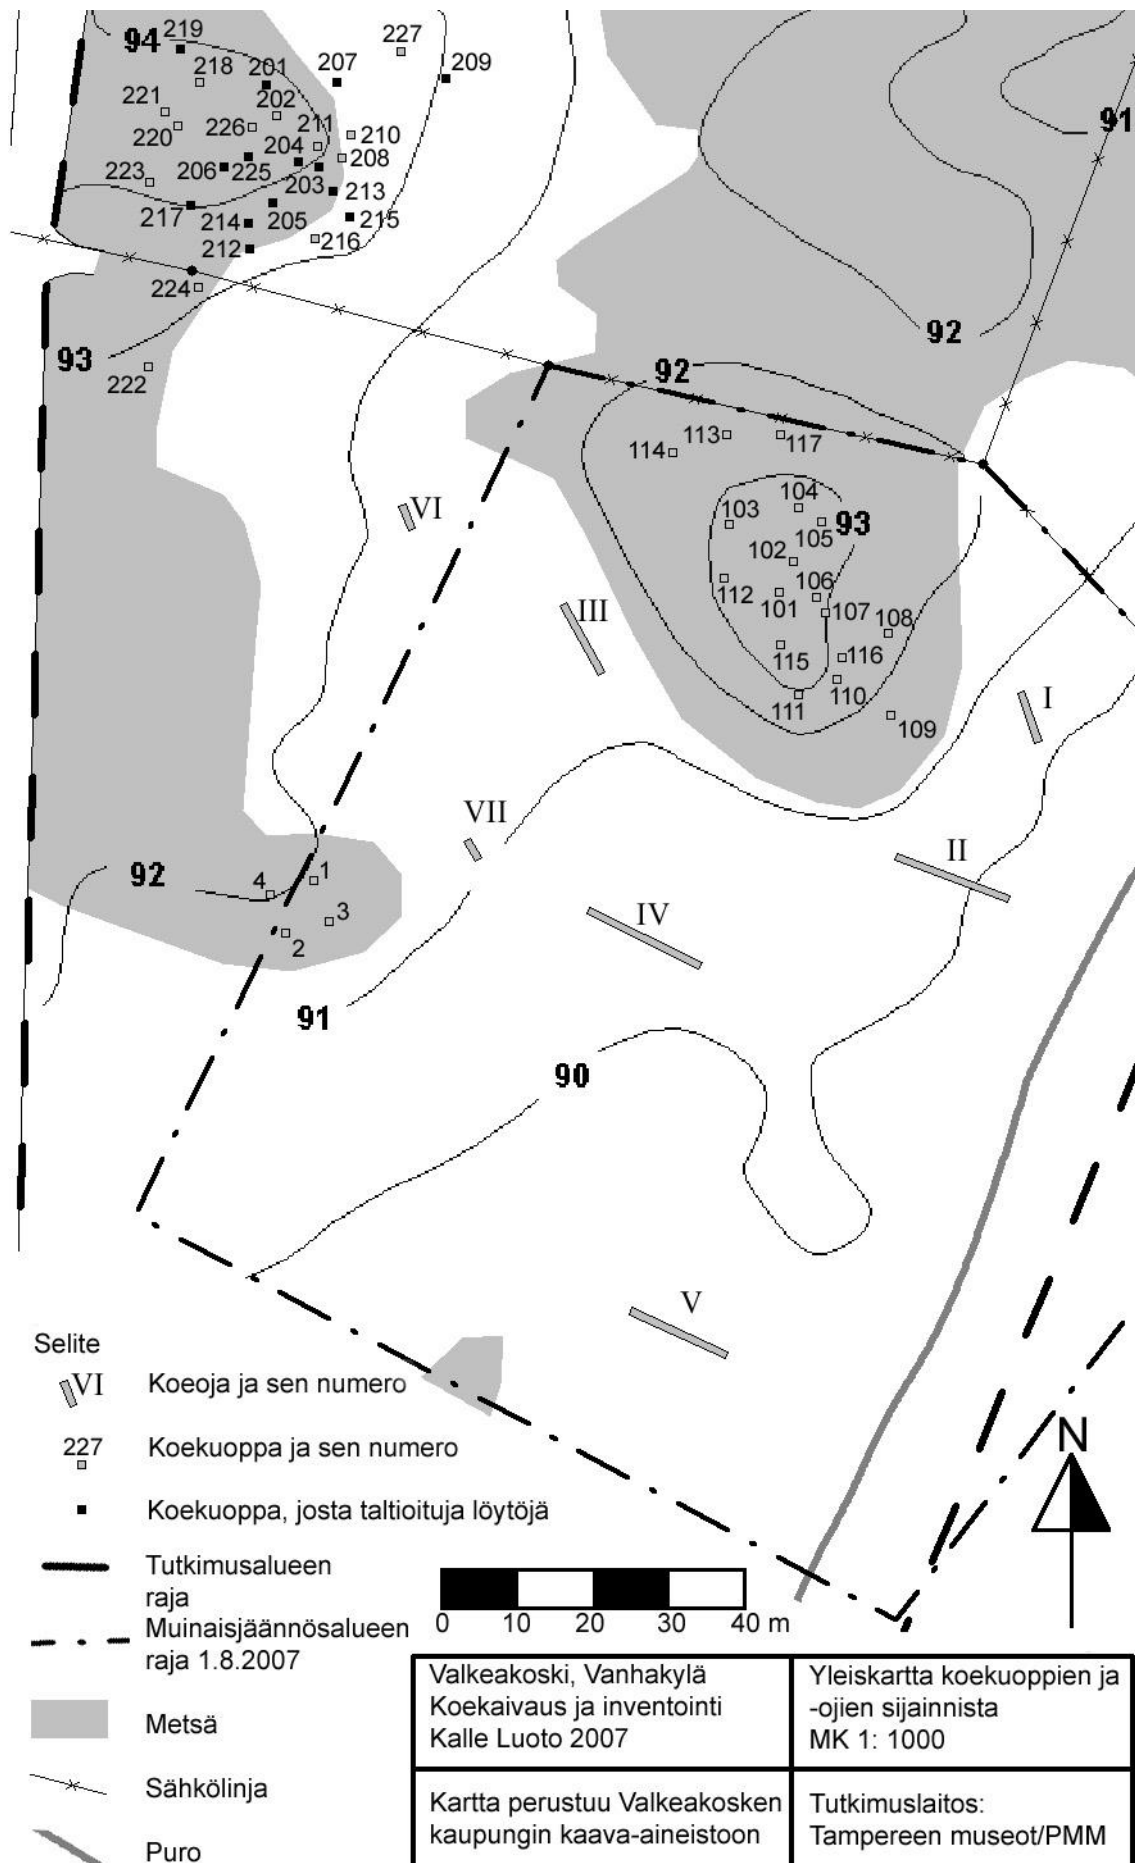 94
219
227
207
209
218
201
221
202
211
220
226
210
204
208
223
206
225
203
213
217
214
205
215
212
216
224
93
222
92
92
91
113
114
117
104
103
93
105
102
106
112
101
107
108
115
116
110
111
109
VI
III
I
VII
II
IV
92
4
1
3
2
91
90
V
Selite
VI Koeoja ja sen numero
227 Koekuoppa ja sen numero
Koekuoppa, josta taltioituja löytöjä
Tutkimusalueen
raja
Muinaisjäännösalueen
raja 1.8.2007
Metsä
Sähkölinja
Puro
N
0 10 20 30 40 m
Valkeakoski, Vanhakylä
Koekaivaus ja inventointi
Kalle Luoto 2007
Yleiskartta koekuoppien ja
-ojien sijainnista
MK 1: 1000
Kartta perustuu Valkeakosken
kaupungin kaava-aineistoon
Tutkimuslaitos:
Tampereen museot/PMM